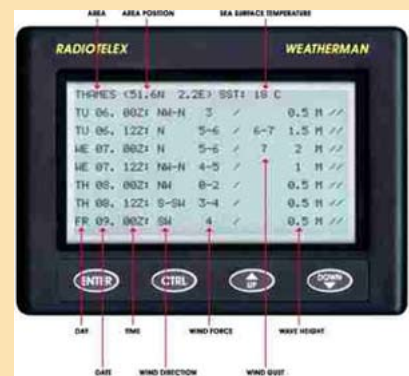 AREA AREA POSITION SEA SURFACE TEMPERATURE
RADIOTELEX WEATHERMAN
THAMES (51.6N 2.2E) SST: 18 C
TU 06. 00Z: NW-N 3 / 0.5 M //
TU 06. 12Z: N 5-6 / 6-7 1.5 M //
WE 07. 00Z: N 5-6 / 7 2 M //
WE 07. 12Z: NW-N 4-5 / 1 M //
TH 08. 00Z: NW 0-2 / 0.5 M //
TH 08. 12Z: S-SW 3-4 / 0.5 M //
FR 09. 00Z: SW 4 / 0.5 M //
ENTER CTRL UP DOWN
DAY TIME WIND FORCE WAVE HEIGHT
DATE WIND DIRECTION WIND GUST